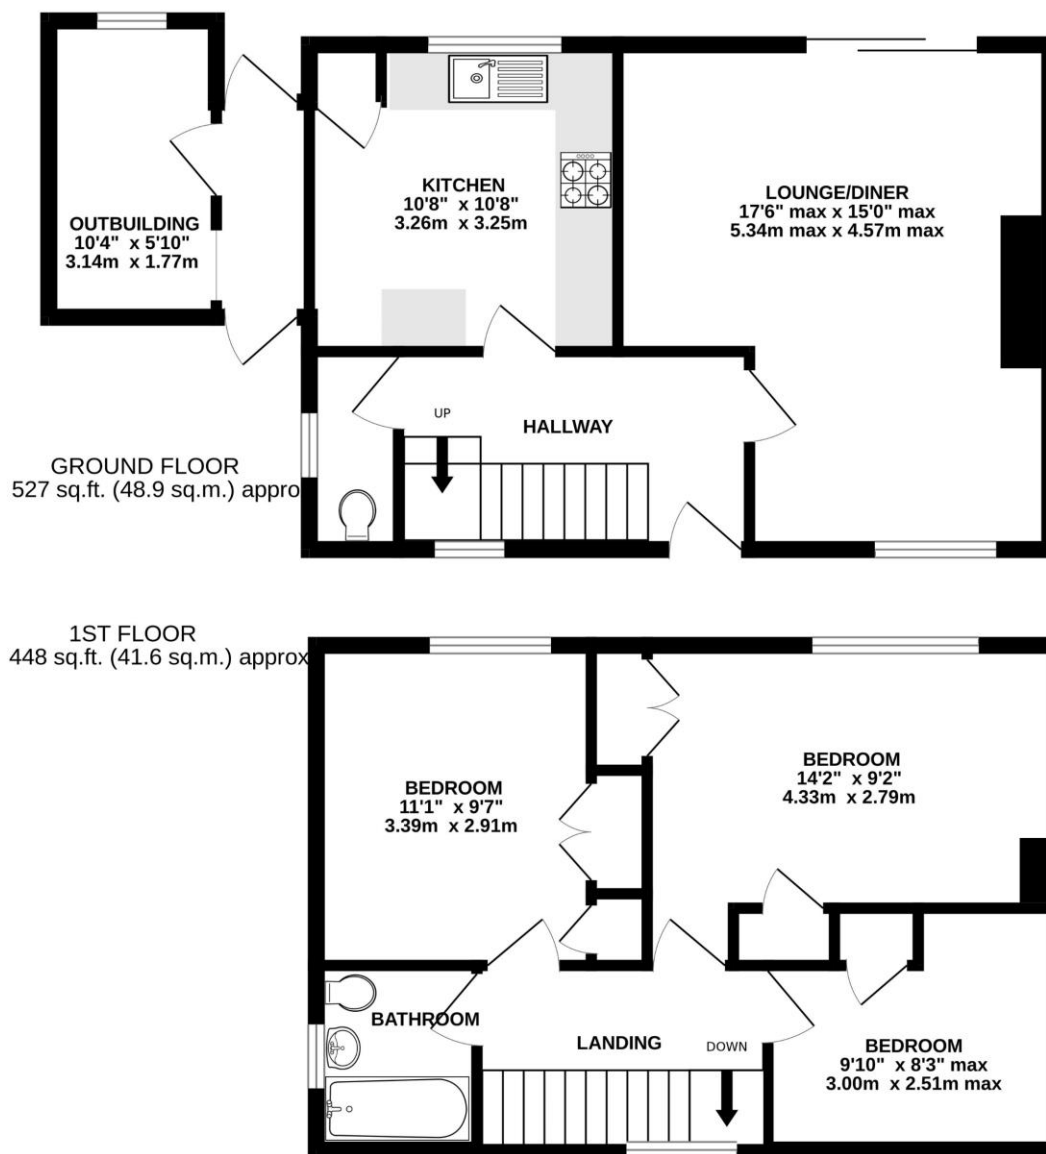 KITCHEN
10'8" x 10'8"
3.26m x 3.25m
LOUNGE/DINER
17'6" max x 15'0" max
5.34m max x 4.57m max
OUTBUILDING
10'4" x 5'10"
3.14m x 1.77m
UP
HALLWAY
GROUND FLOOR
527 sq.ft. (48.9 sq.m.) appro
1ST FLOOR
448 sq.ft. (41.6 sq.m.) approx
BEDROOM
11'1" x 9'7"
3.39m x 2.91m
BEDROOM
14'2" x 9'2"
4.33m x 2.79m
BATHROOM
LANDING
DOWN
BEDROOM
9'10" x 8'3" max
3.00m x 2.51m max